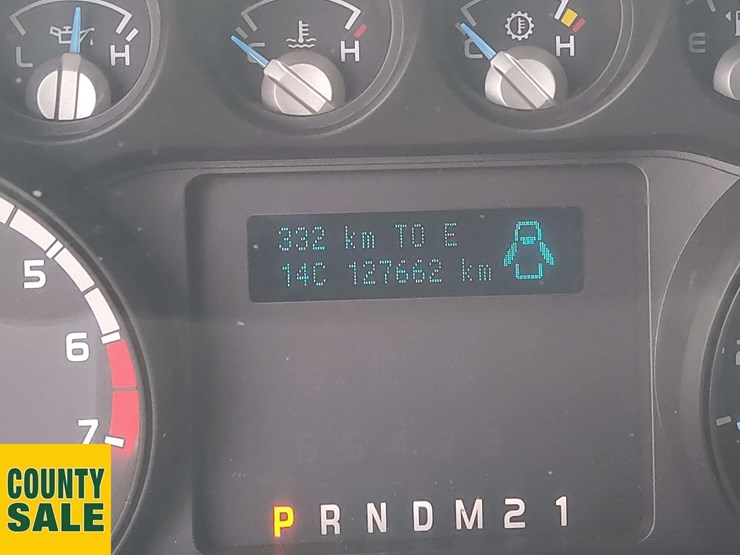 L H
C H
C H
E
332 km TO E
14C 127662 km
5
6
7
P R N D M 2 1
COUNTY
SALE